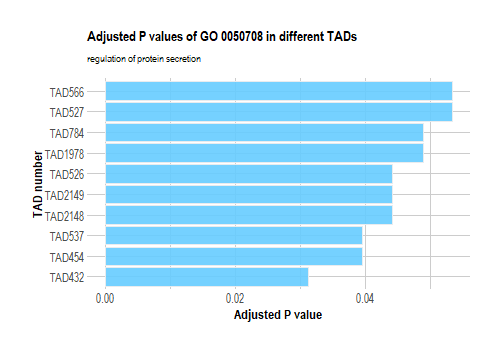 Adjusted P values of GO 0050708 in different TADs
regulation of protein secretion
TAD number
TAD566
TAD527
TAD784
TAD1978
TAD526
TAD2149
TAD2148
TAD537
TAD454
TAD432
0.00 0.02 0.04
Adjusted P value